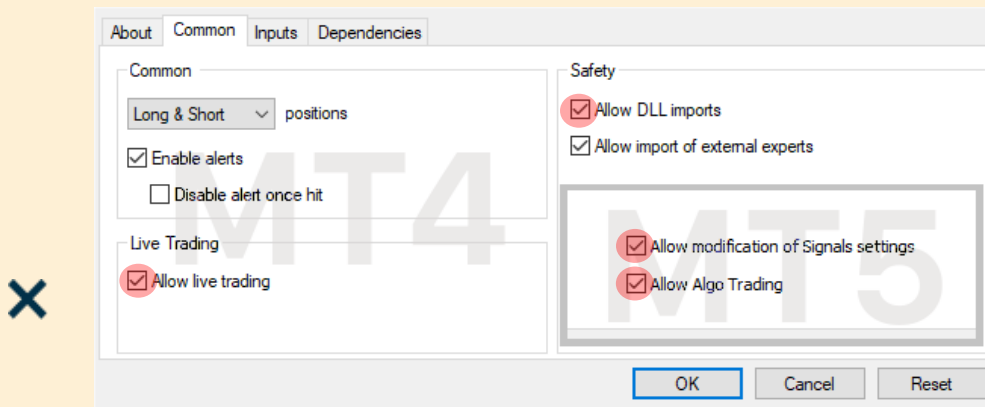 About Common Inputs Dependencies
Common
Long & Short positions
Enable alerts
Disable alert once hit
Live Trading
Allow live trading
MT4
Safety
Allow DLL imports
Allow import of external experts
Allow modification of Signals settings
Allow Algo Trading
MT5
OK Cancel Reset